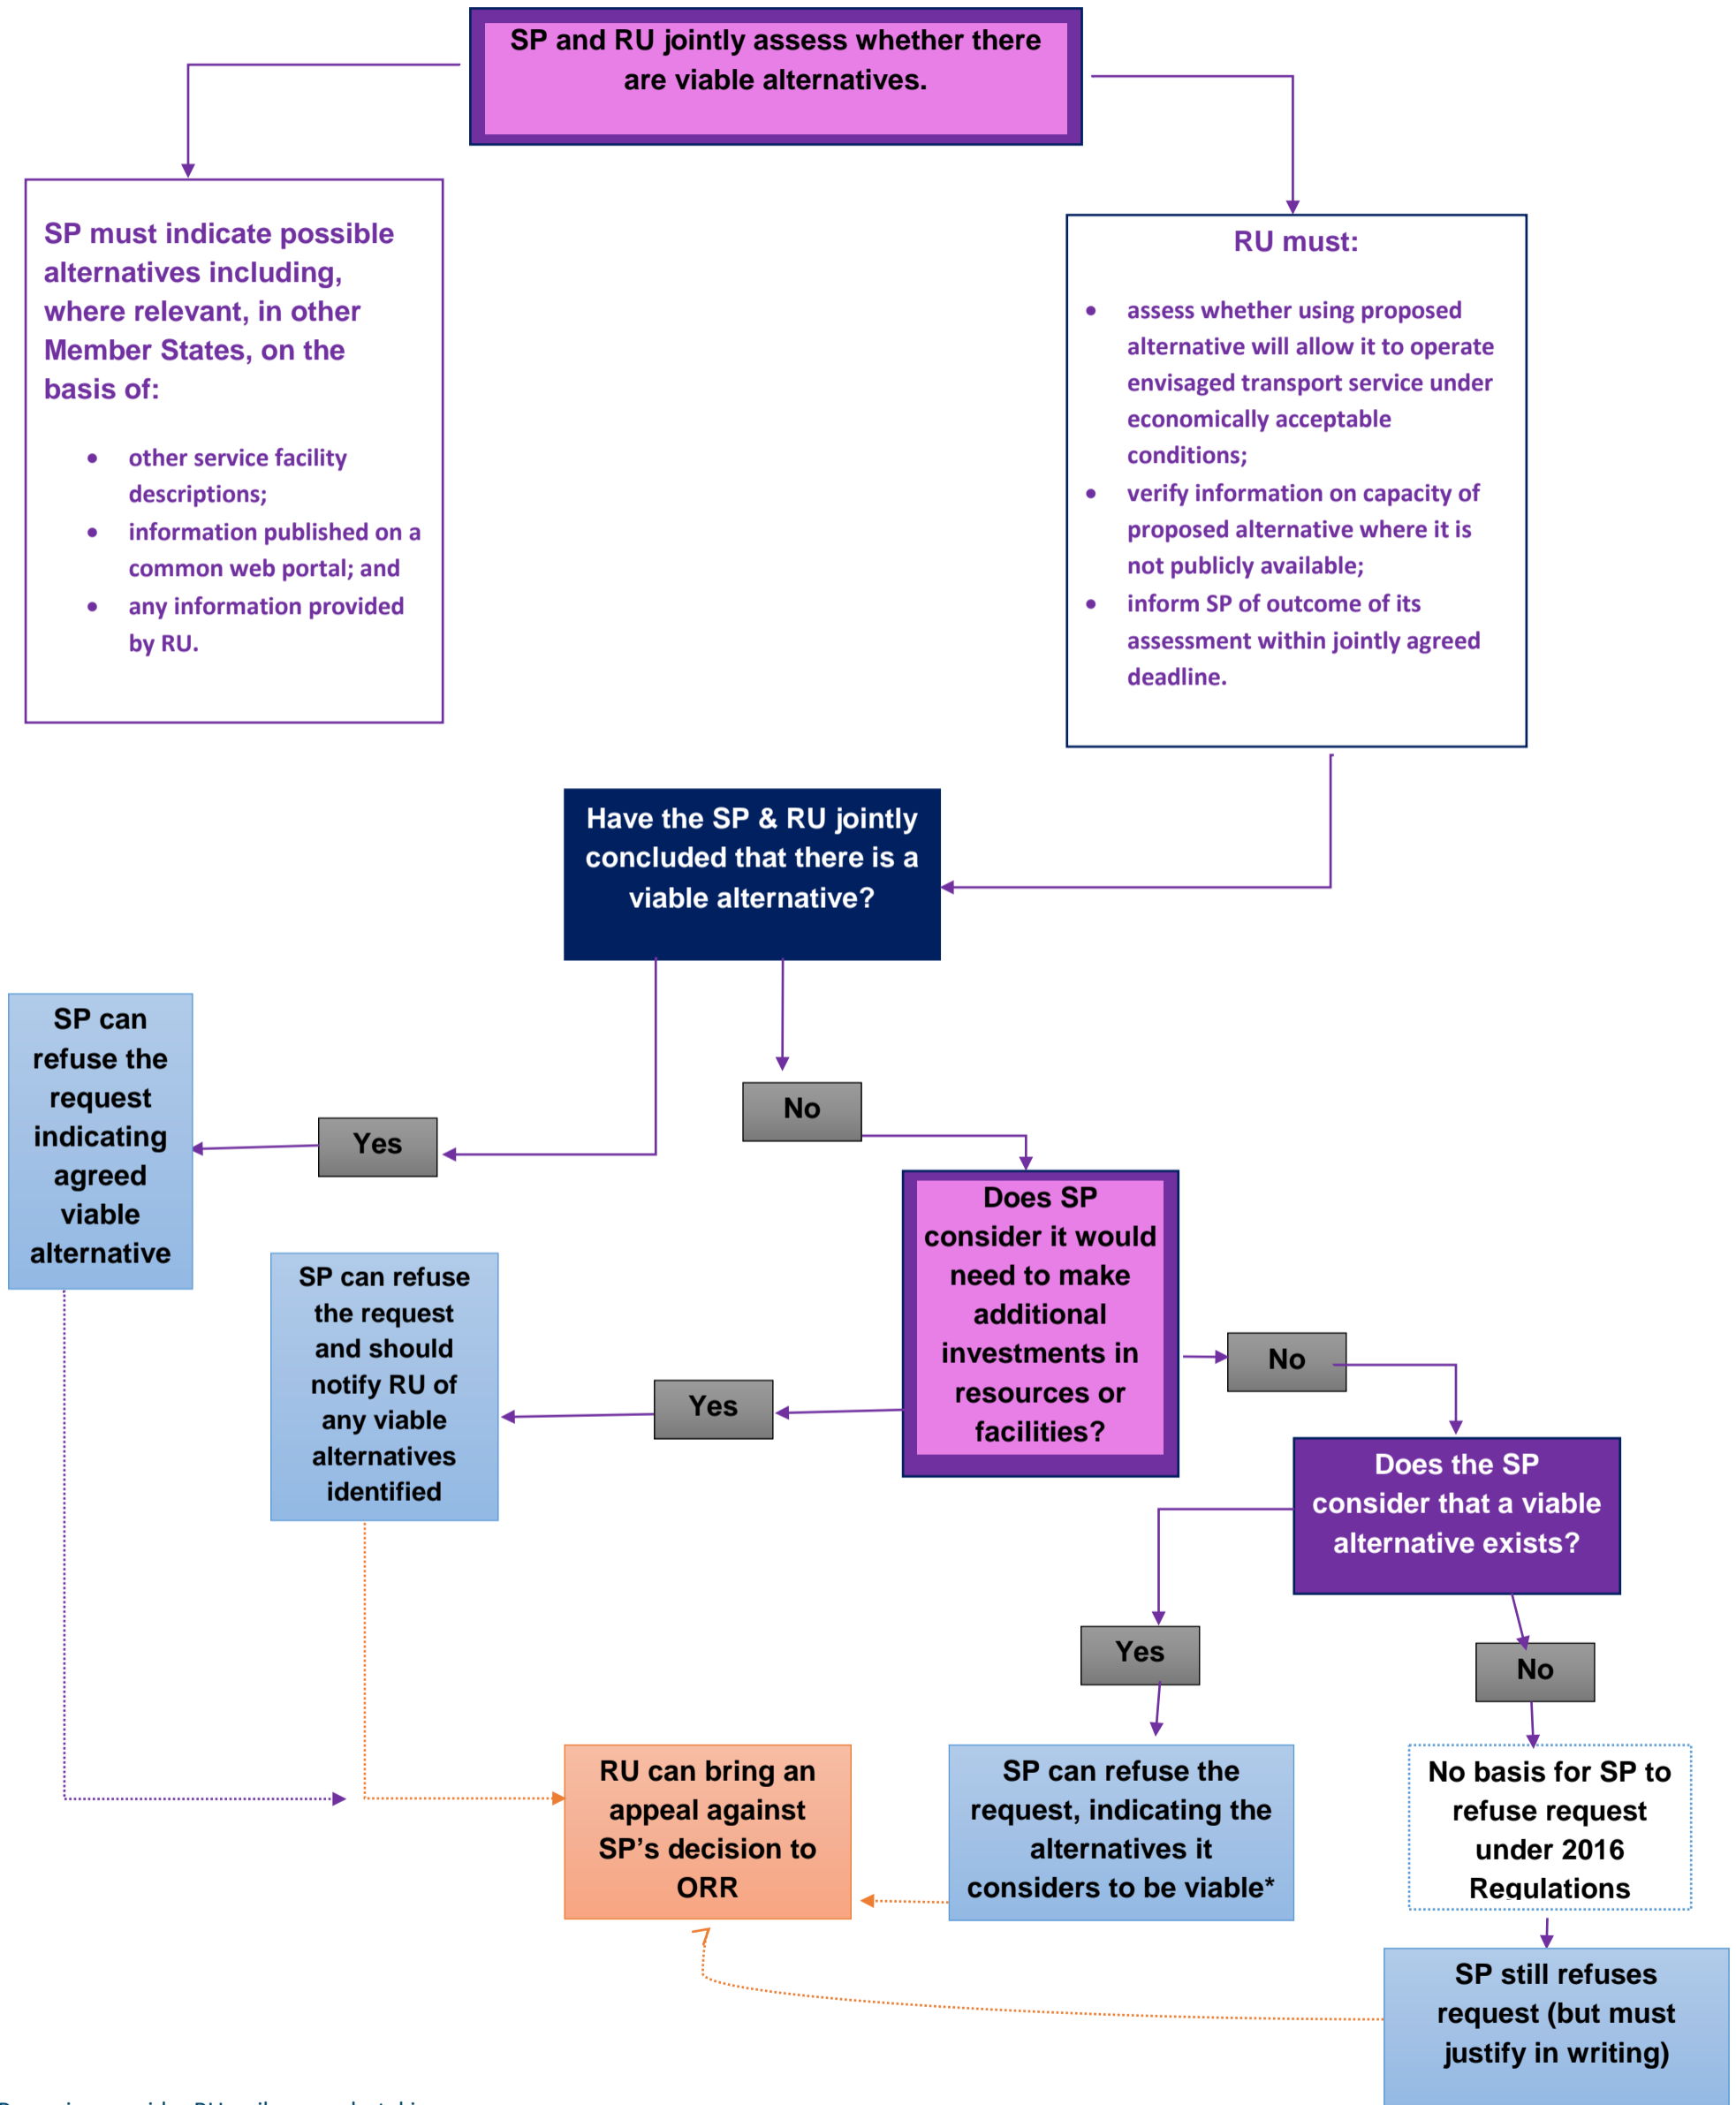 SP and RU jointly assess whether there
are viable alternatives.
SP must indicate possible
alternatives including,
where relevant, in other
Member States, on the
basis of:
• other service facility
descriptions;
• information published on a
common web portal; and
• any information provided
by RU.
RU must:
• assess whether using proposed
alternative will allow it to operate
envisaged transport service under
economically acceptable
conditions;
• verify information on capacity of
proposed alternative where it is
not publicly available;
• inform SP of outcome of its
assessment within jointly agreed
deadline.
Have the SP & RU jointly
concluded that there is a
viable alternative?
SP can
refuse the
request
indicating
agreed
viable
alternative
Yes
No
Does SP
consider it would
need to make
additional
investments in
resources or
facilities?
SP can refuse
the request
and should
notify RU of
any viable
alternatives
identified
Yes
No
Does the SP
consider that a viable
alternative exists?
Yes
No
RU can bring an
appeal against
SP's decision to
ORR
SP can refuse the
request, indicating the
alternatives it
considers to be viable*
No basis for SP to
refuse request
under 2016
Regulations
SP still refuses
request (but must
justify in writing)